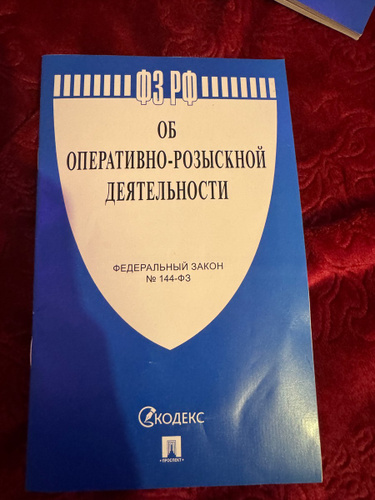 ФЗ РФ
ОБ
ОПЕРАТИВНО-РОЗЫСКНОЙ
ДЕЯТЕЛЬНОСТИ
ФЕДЕРАЛЬНЫЙ ЗАКОН
№ 144-ФЗ
КОДЕКС
•ПРОСПЕКТ•